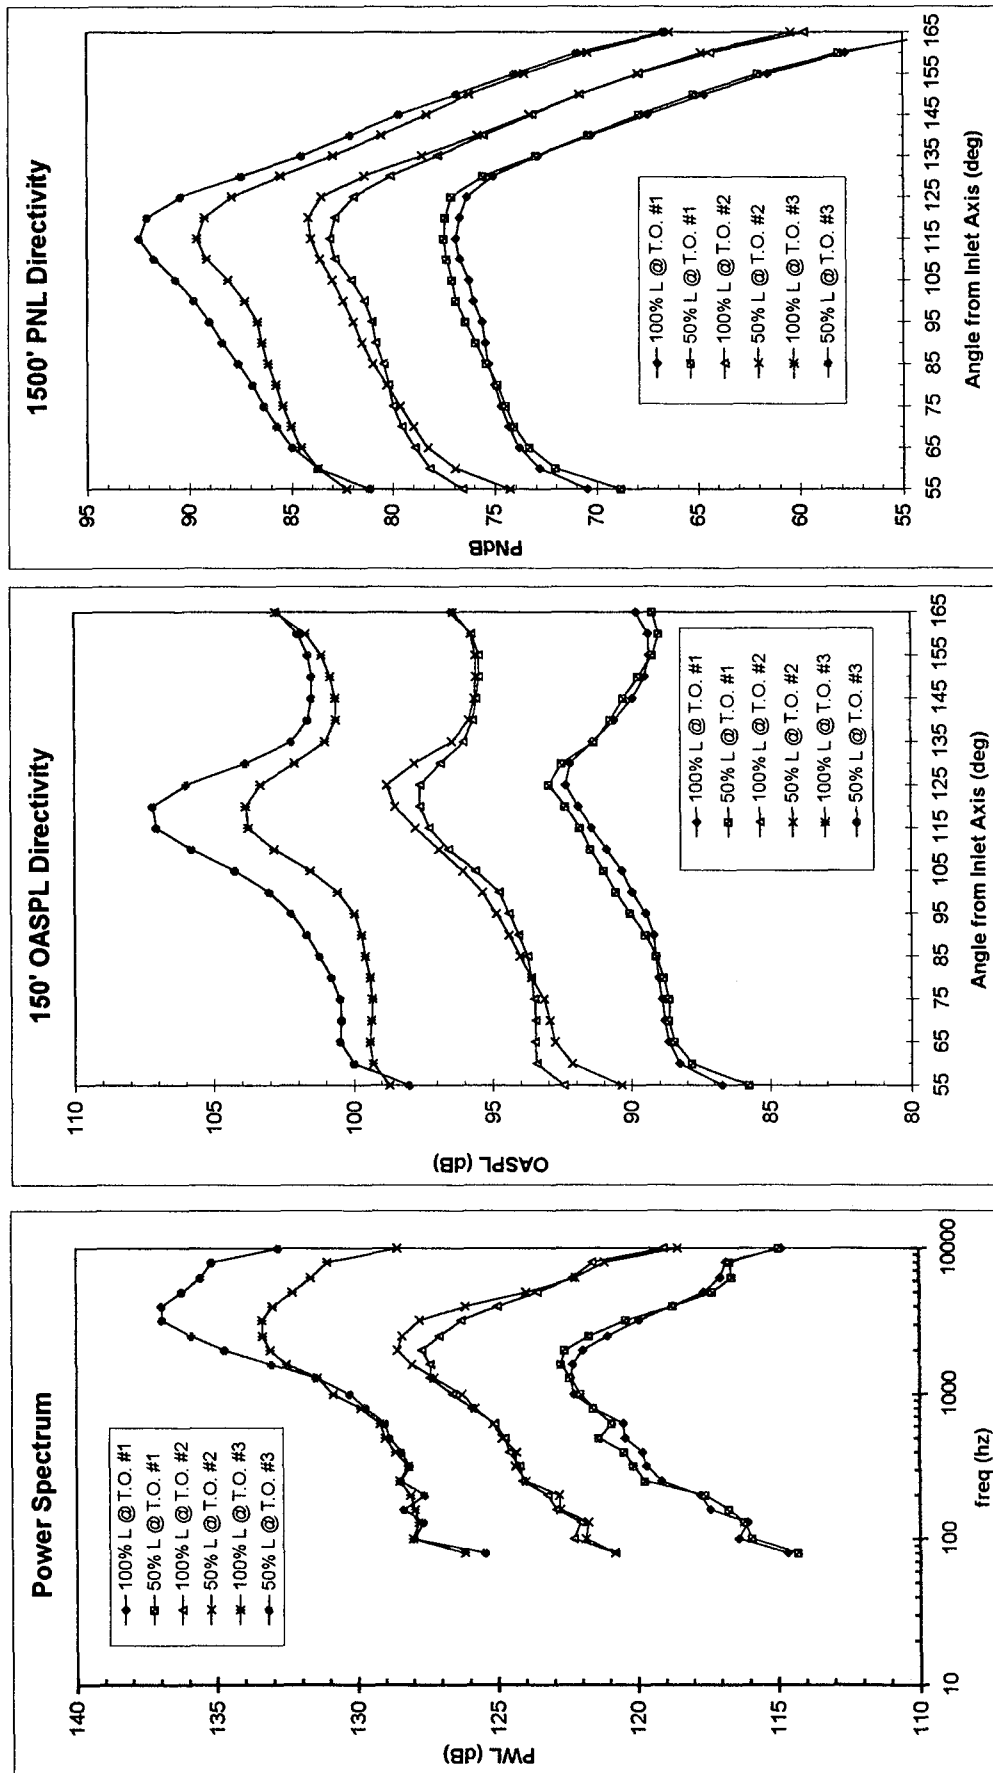 Power Spectrum
140
135
130
125
120
115
110
PWL (dB)
10
100
1000
10000
freq (hz)
100% L @ T.O. #1
50% L @ T.O. #1
100% L @ T.O. #2
50% L @ T.O. #2
100% L @ T.O. #3
50% L @ T.O. #3
150' OASPL Directivity
110
105
100
95
90
85
80
OASPL (dB)
55 65 75 85 95 105 115 125 135 145 155 165
Angle from Inlet Axis (deg)
100% L @ T.O. #1
50% L @ T.O. #1
100% L @ T.O. #2
50% L @ T.O. #2
100% L @ T.O. #3
50% L @ T.O. #3
1500' PNL Directivity
95
90
85
80
75
70
65
60
55
PNdB
55 65 75 85 95 105 115 125 135 145 155 165
Angle from Inlet Axis (deg)
100% L @ T.O. #1
50% L @ T.O. #1
100% L @ T.O. #2
50% L @ T.O. #2
100% L @ T.O. #3
50% L @ T.O. #3